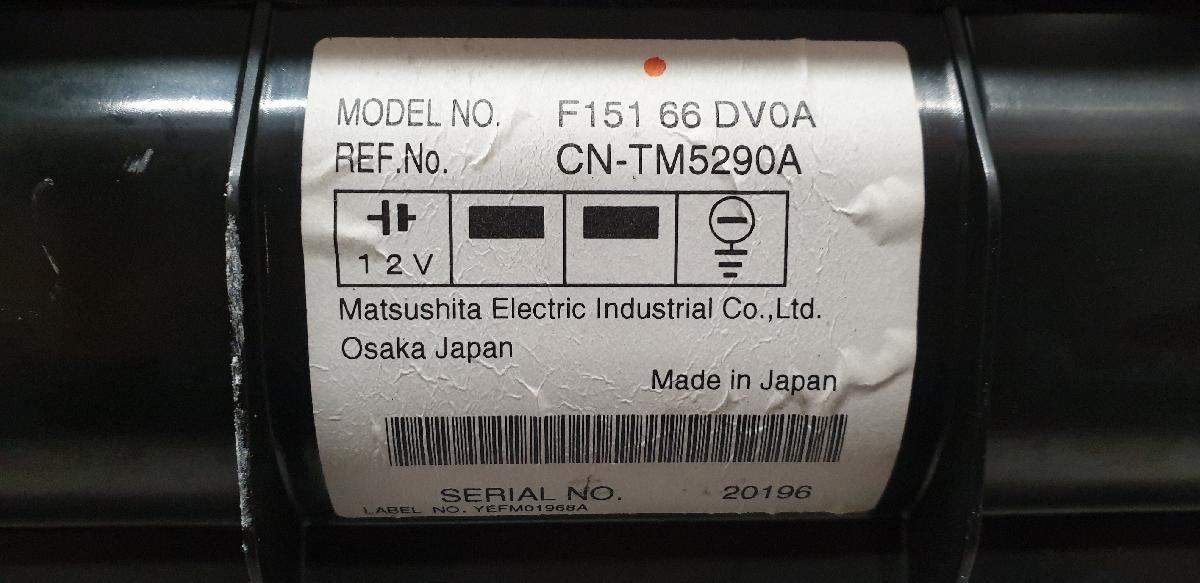 MODEL NO. F151 66 DV0A
REF.No. CN-TM5290A
12V
Matsushita Electric Industrial Co.,Ltd.
Osaka Japan
Made in Japan
SERIAL NO. 20196
LABEL NO. YEFM01968A